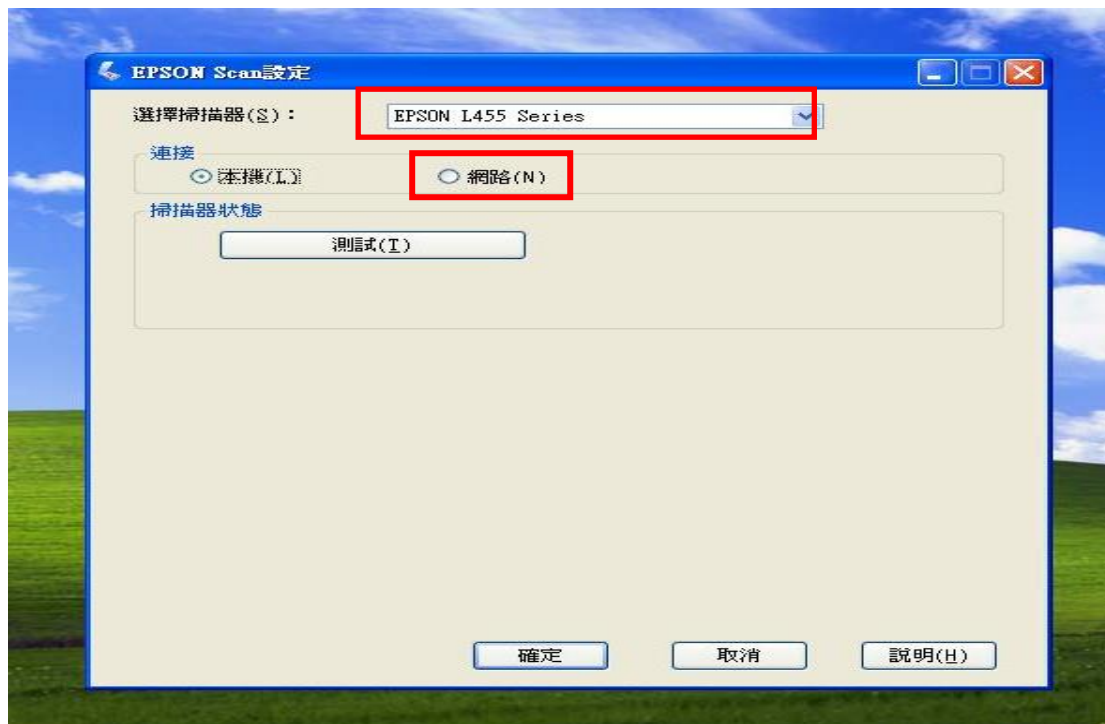 EPSON Scan設定
選擇掃描器(S)： EPSON L455 Series
連接
本機(L) 網路(N)
掃描器狀態
測試(T)
確定 取消 說明(H)